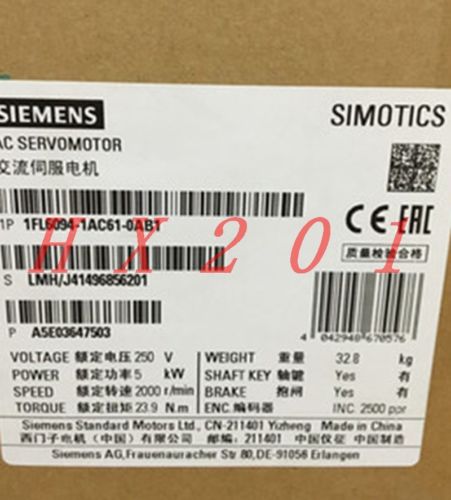 SIEMENS
SIMOTICS
AC SERVOMOTOR
交流伺服电机
1P 1FL6094-1AC61-0AB1
CE EAC
HX201
质量检验合格
S LMH/J41496856201
P A5E03647503
4 042948 670576
VOLTAGE 额定电压 250 V WEIGHT 重量 32.8 kg
POWER 额定功率 5 kW SHAFT KEY 轴键 Yes 有
SPEED 额定转速 2000 r/min BRAKE 抱闸 Yes 有
TORQUE 额定扭矩 23.9 N.m ENC.编码器 INC 2500 ppr
Siemens Standard Motors Ltd., CN-211401 Yizheng Made in China
西门子电机（中国）有限公司 邮编：211401 中国仪征 中国制造
Siemens AG,Frauenauracher Str 80,DE-91056 Erlangen